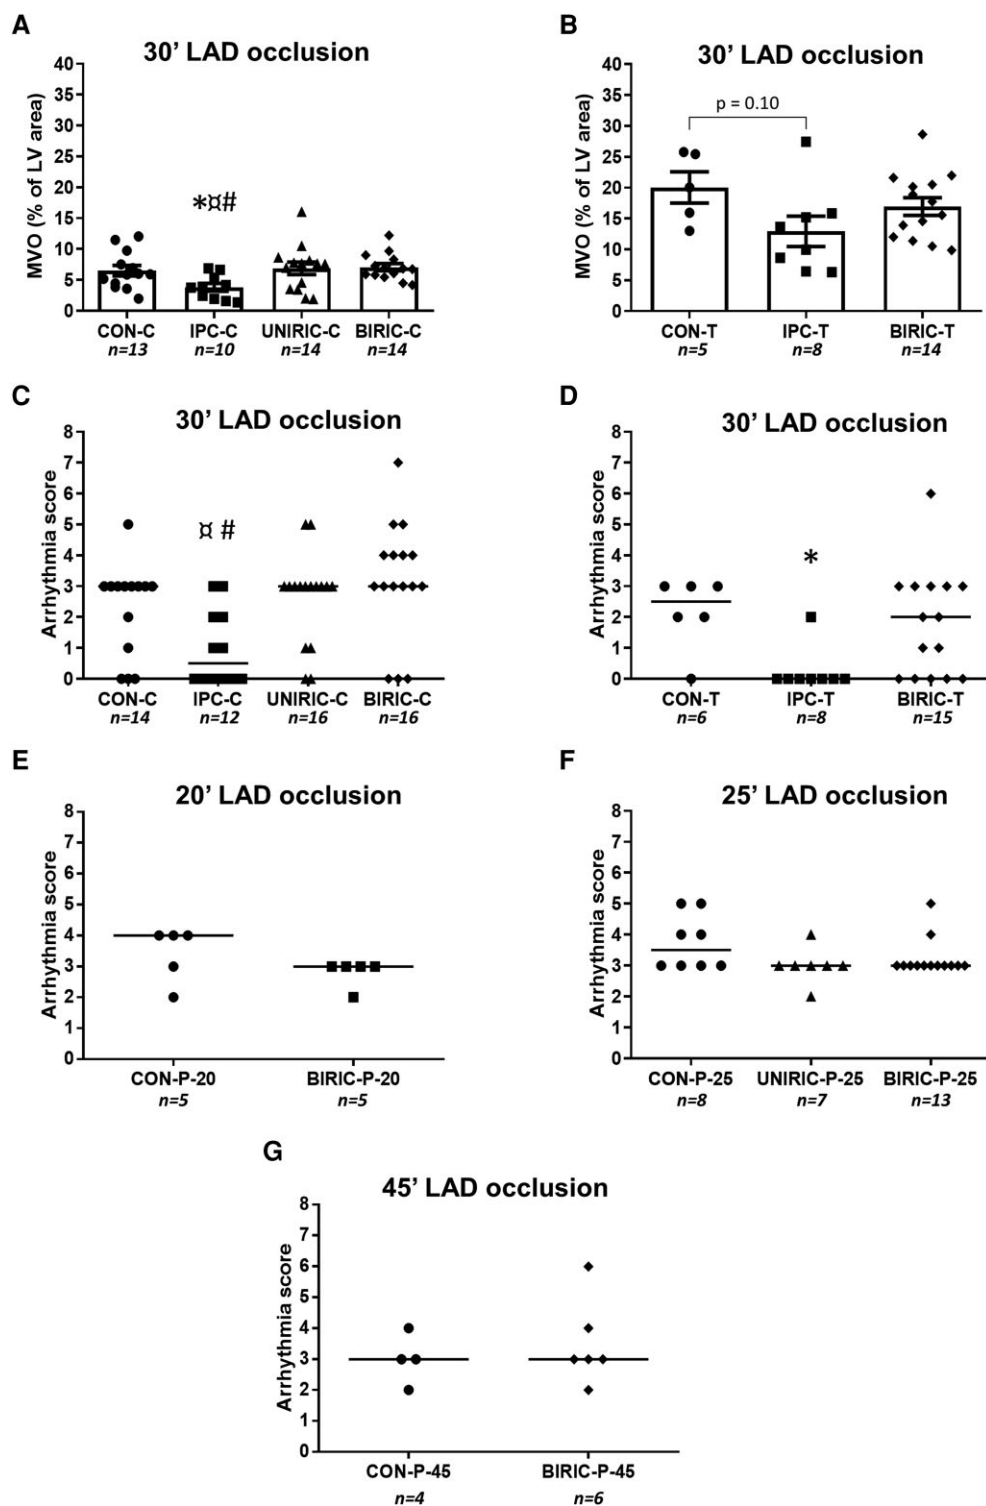 A
30’ LAD occlusion
MVO (% of LV area)
40
35
30
25
20
15
10
5
0
*¤#
CON-C IPC-C UNIRIC-C BIRIC-C
n=13 n=10 n=14 n=14
B
30’ LAD occlusion
MVO (% of LV area)
40
35
30
25
20
15
10
5
0
p = 0.10
CON-T IPC-T BIRIC-T
n=5 n=8 n=14
C
30’ LAD occlusion
Arrhythmia score
8
7
6
5
4
3
2
1
0
¤ #
CON-C IPC-C UNIRIC-C BIRIC-C
n=14 n=12 n=16 n=16
D
30’ LAD occlusion
Arrhythmia score
8
7
6
5
4
3
2
1
0
*
CON-T IPC-T BIRIC-T
n=6 n=8 n=15
E
20’ LAD occlusion
Arrhythmia score
8
7
6
5
4
3
2
1
0
CON-P-20 BIRIC-P-20
n=5 n=5
F
25’ LAD occlusion
Arrhythmia score
8
7
6
5
4
3
2
1
0
CON-P-25 UNIRIC-P-25 BIRIC-P-25
n=8 n=7 n=13
G
45’ LAD occlusion
Arrhythmia score
8
7
6
5
4
3
2
1
0
CON-P-45 BIRIC-P-45
n=4 n=6